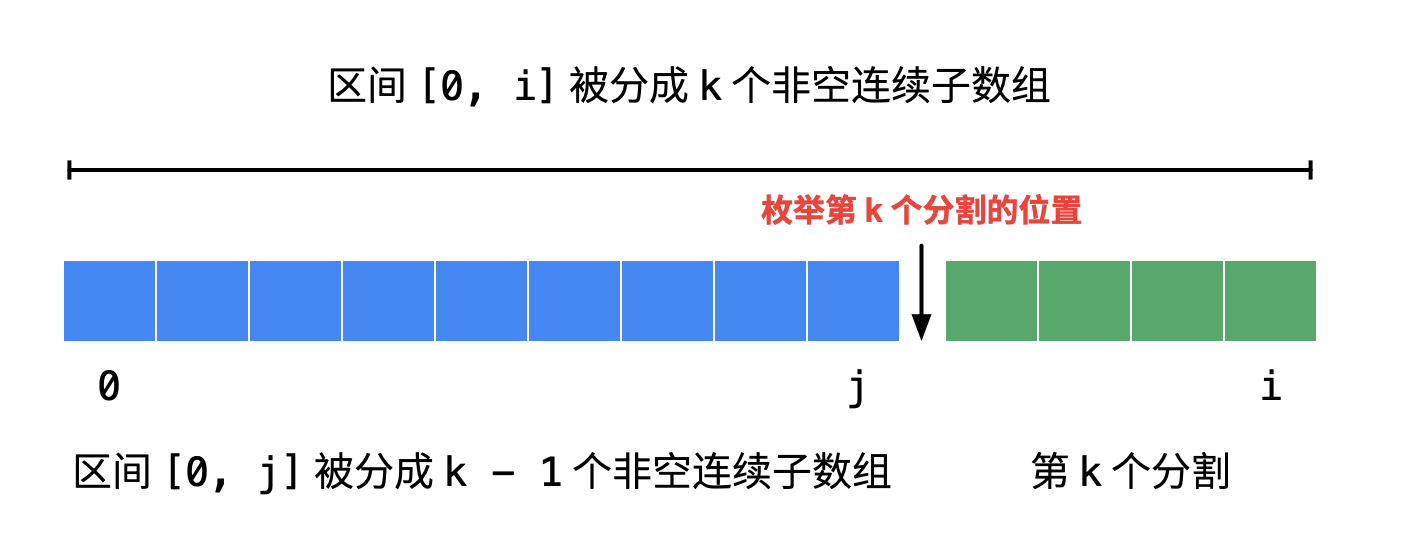 区间 [0, i] 被分成 k 个非空连续子数组
枚举第 k 个分割的位置
0 j i
区间 [0, j] 被分成 k - 1 个非空连续子数组 第 k 个分割